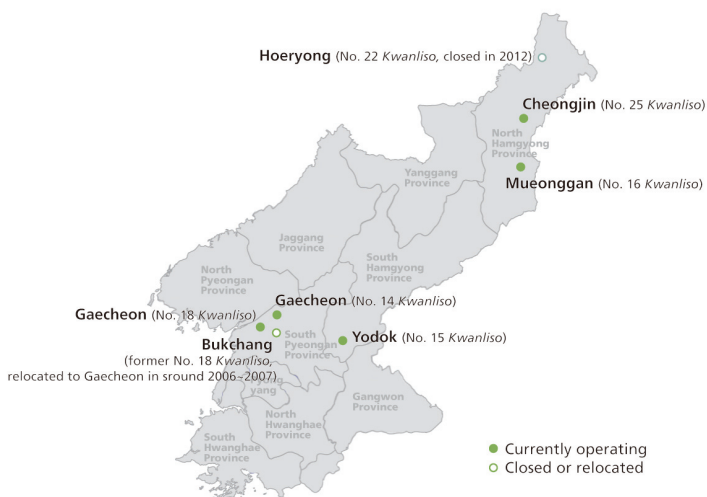 Hoeryong (No. 22 Kwanliso, closed in 2012)
Cheongjin (No. 25 Kwanliso)
North
Hamgyong
Province
Mueonggan (No. 16 Kwanliso)
Yanggang
Province
Jaggang
Province
South
Hamgyong
Province
North
Pyeongan
Province
Gaecheon (No. 14 Kwanliso)
Gaecheon (No. 18 Kwanliso)
South
Pyeongan
Province
Yodok (No. 15 Kwanliso)
Bukchang
(former No. 18 Kwanliso,
relocated to Gaecheon in sround 2006~2007)
yang
Gangwon
Province
North
Hwanghae
Province
South
Hwanghae
Province
Currently operating
Closed or relocated